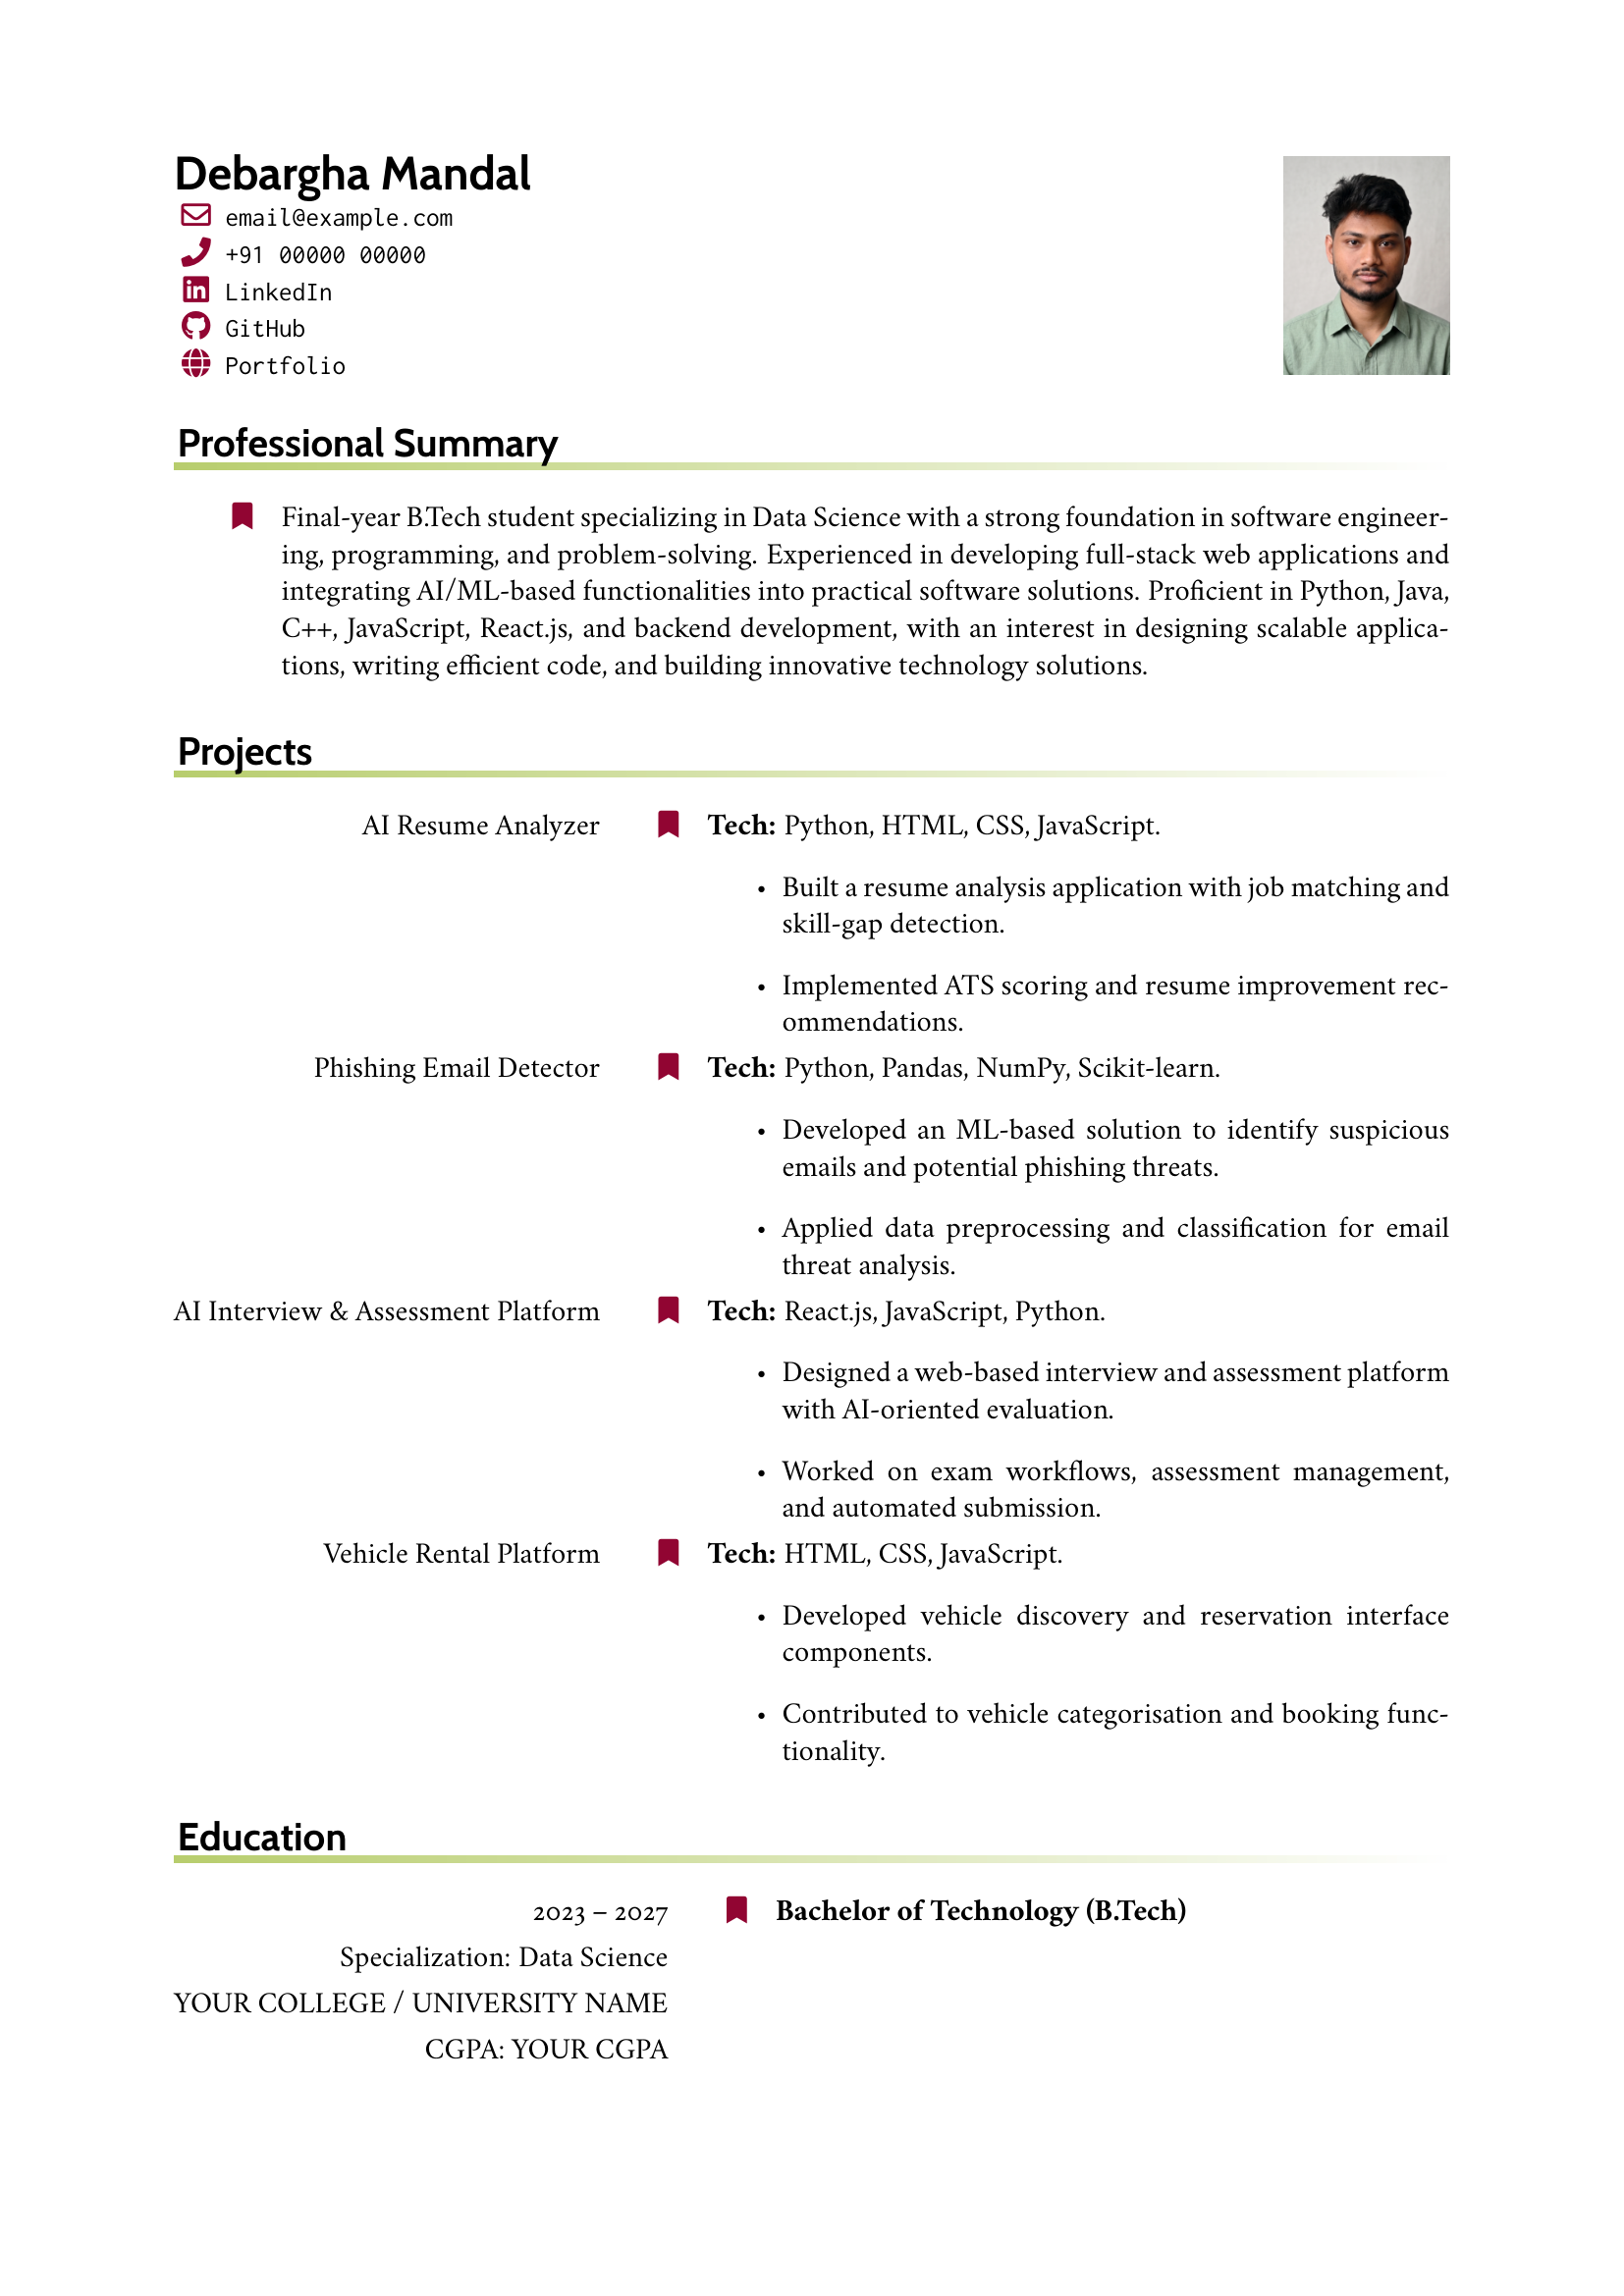 Debargha Mandal
email@example.com
+91 00000 00000
LinkedIn
GitHub
Portfolio
Professional Summary
Final-year B.Tech student specializing in Data Science with a strong foundation in software engineer-
ing, programming, and problem-solving. Experienced in developing full-stack web applications and
integrating AI/ML-based functionalities into practical software solutions. Proficient in Python, Java,
C++, JavaScript, React.js, and backend development, with an interest in designing scalable applica-
tions, writing efficient code, and building innovative technology solutions.
Projects
AI Resume Analyzer Tech: Python, HTML, CSS, JavaScript.
• Built a resume analysis application with job matching and
skill-gap detection.
• Implemented ATS scoring and resume improvement rec-
ommendations.
Phishing Email Detector Tech: Python, Pandas, NumPy, Scikit-learn.
• Developed an ML-based solution to identify suspicious
emails and potential phishing threats.
• Applied data preprocessing and classification for email
threat analysis.
AI Interview & Assessment Platform Tech: React.js, JavaScript, Python.
• Designed a web-based interview and assessment platform
with AI-oriented evaluation.
• Worked on exam workflows, assessment management,
and automated submission.
Vehicle Rental Platform Tech: HTML, CSS, JavaScript.
• Developed vehicle discovery and reservation interface
components.
• Contributed to vehicle categorisation and booking func-
tionality.
Education
2023 – 2027 Bachelor of Technology (B.Tech)
Specialization: Data Science
YOUR COLLEGE / UNIVERSITY NAME
CGPA: YOUR CGPA